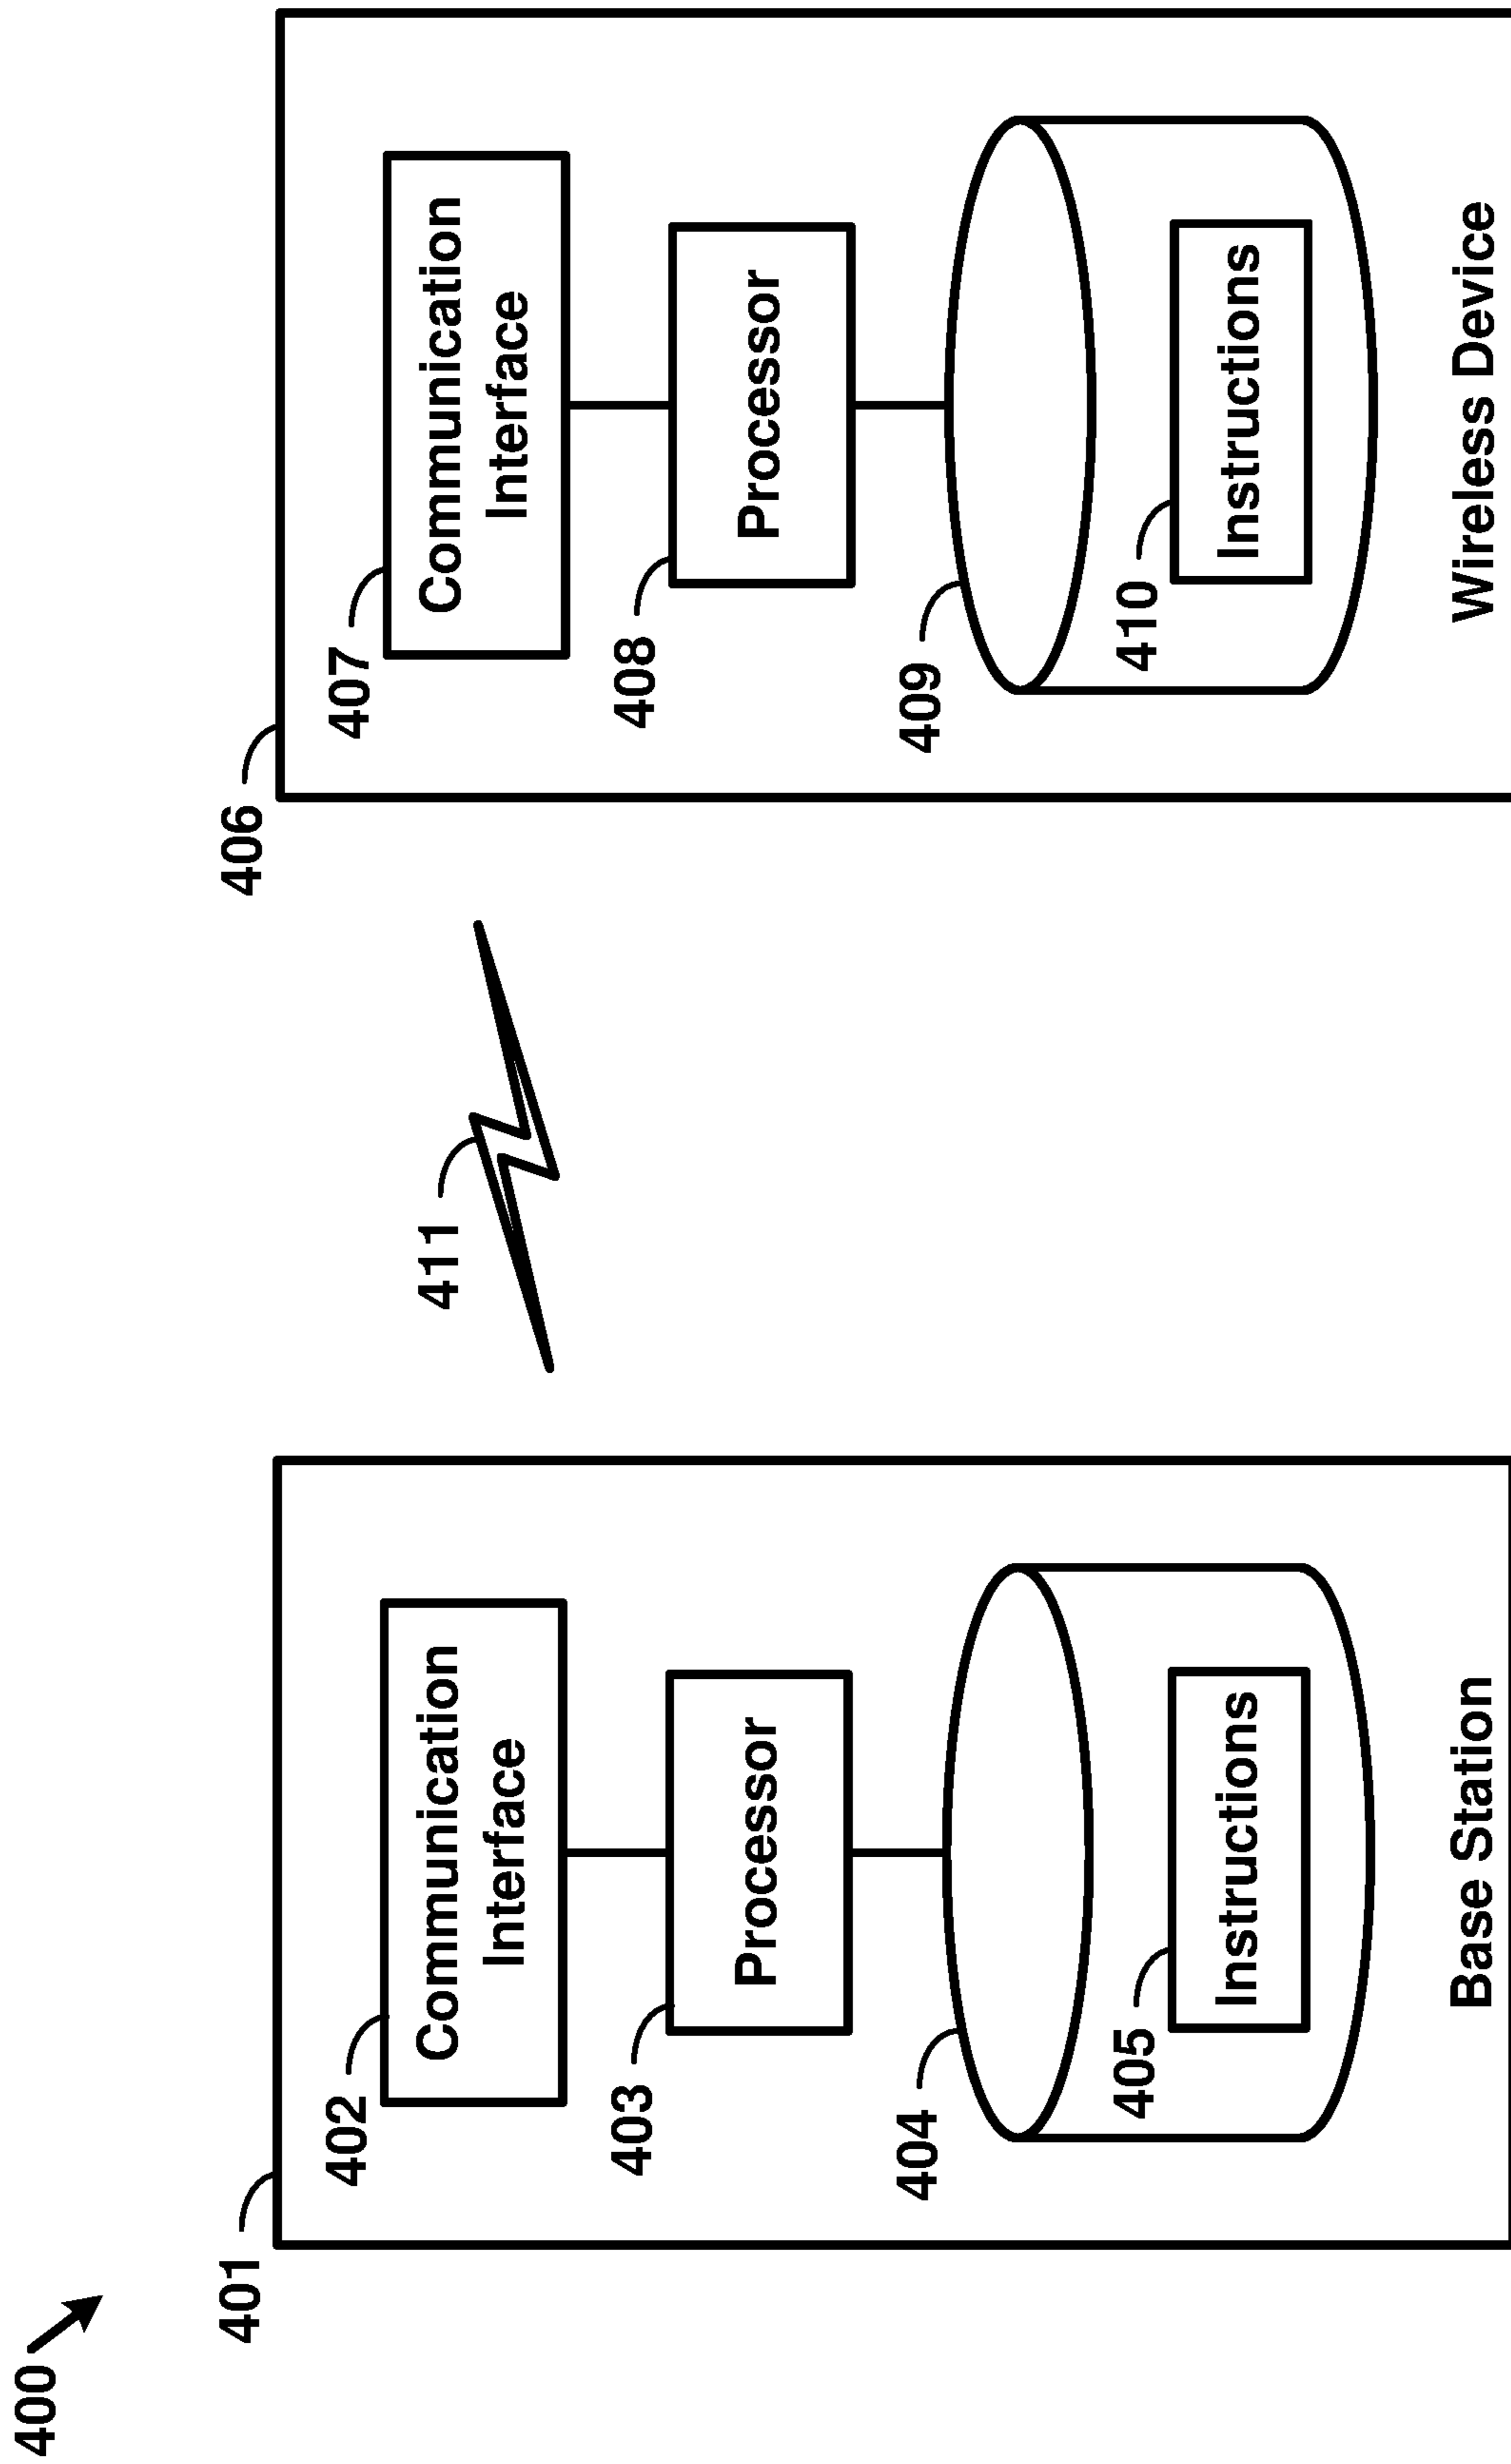 400
401
402
Communication
Interface
403
Processor
404
405
Instructions
Base Station
411
406
407
Communication
Interface
408
Processor
409
410
Instructions
Wireless Device